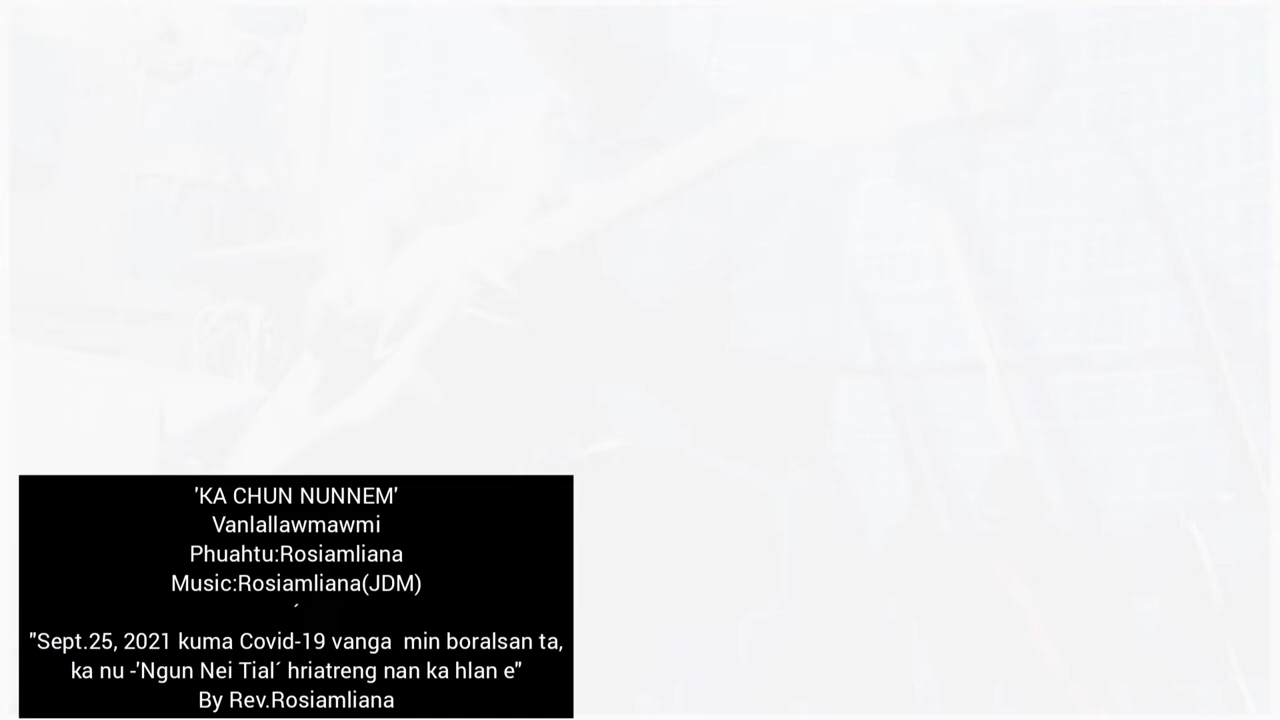 'KA CHUN NUNNEM'
Vanlallawmawmi
Phuahtu:Rosiamliana
Music:Rosiamliana(JDM)
´
"Sept.25, 2021 kuma Covid-19 vanga  min boralsan ta,
ka nu -'Ngun Nei Tial´ hriatreng nan ka hlan e"
By Rev.Rosiamliana